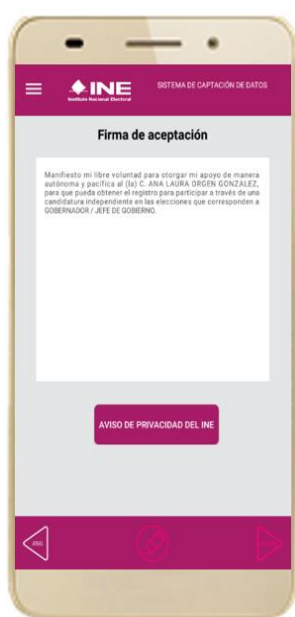 INE
Instituto Nacional Electoral
SISTEMA DE CAPTACIÓN DE DATOS
Firma de aceptación
Manifiesto mi libre voluntad para otorgar mi apoyo de manera
autónoma y pacífica al (la) C. ANA LAURA ORGEN GONZALEZ,
para que pueda obtener el registro para participar a través de una
candidatura independiente en las elecciones que corresponden a
GOBERNADOR / JEFE DE GOBIERNO.
AVISO DE PRIVACIDAD DEL INE
ATRÁS